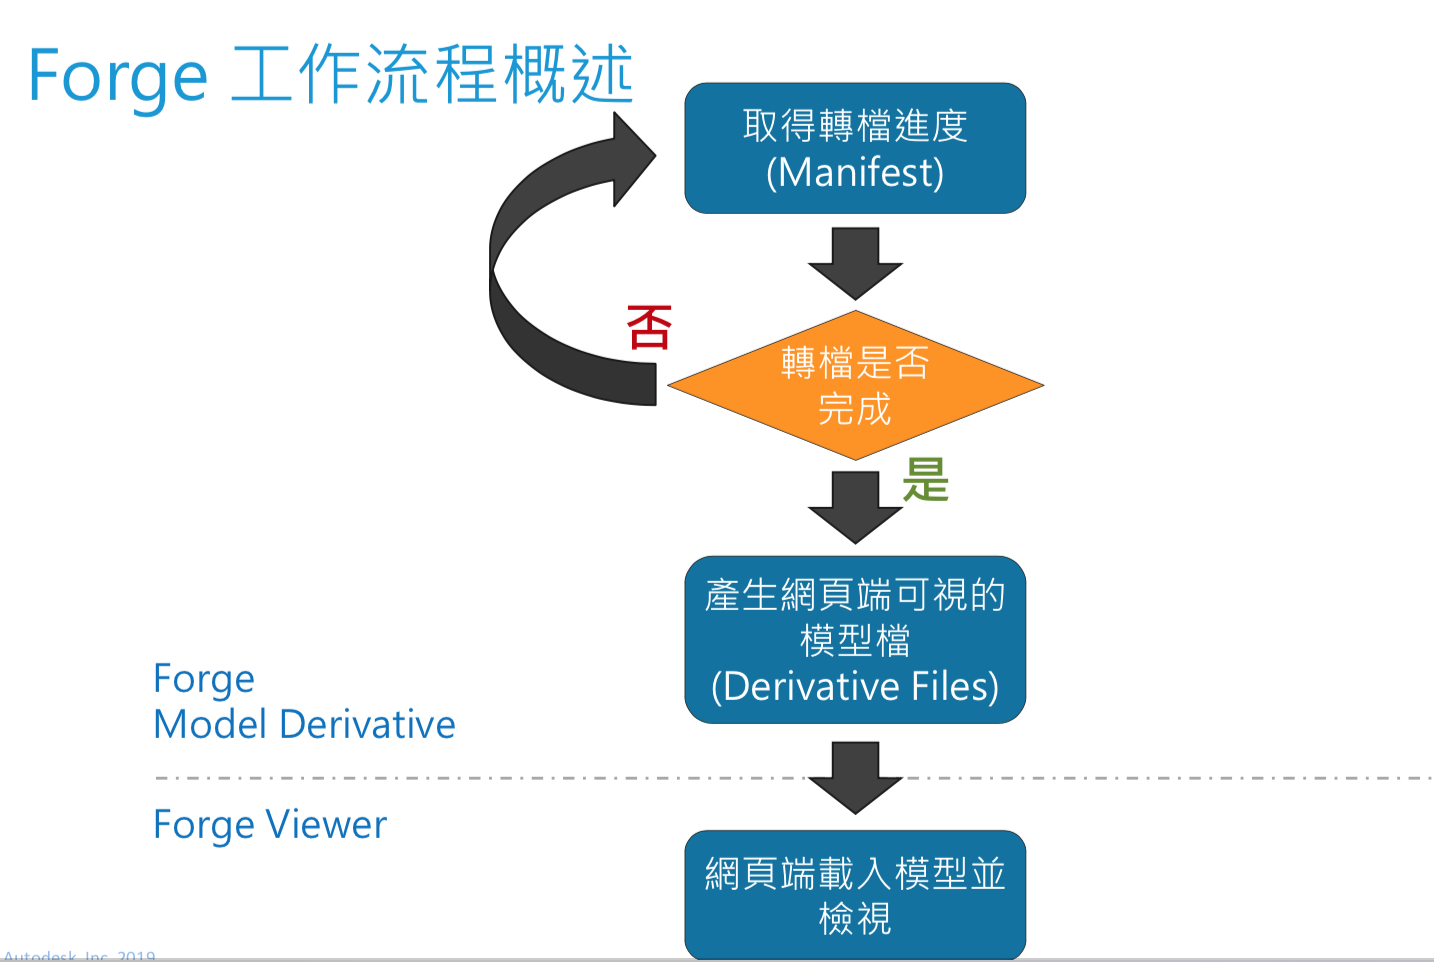 Forge 工作流程概述
取得轉檔進度
(Manifest)
否
轉檔是否
完成
是
產生網頁端可視的
模型檔
(Derivative Files)
Forge
Model Derivative
Forge Viewer
網頁端載入模型並
檢視
Autodesk, Inc. 2019